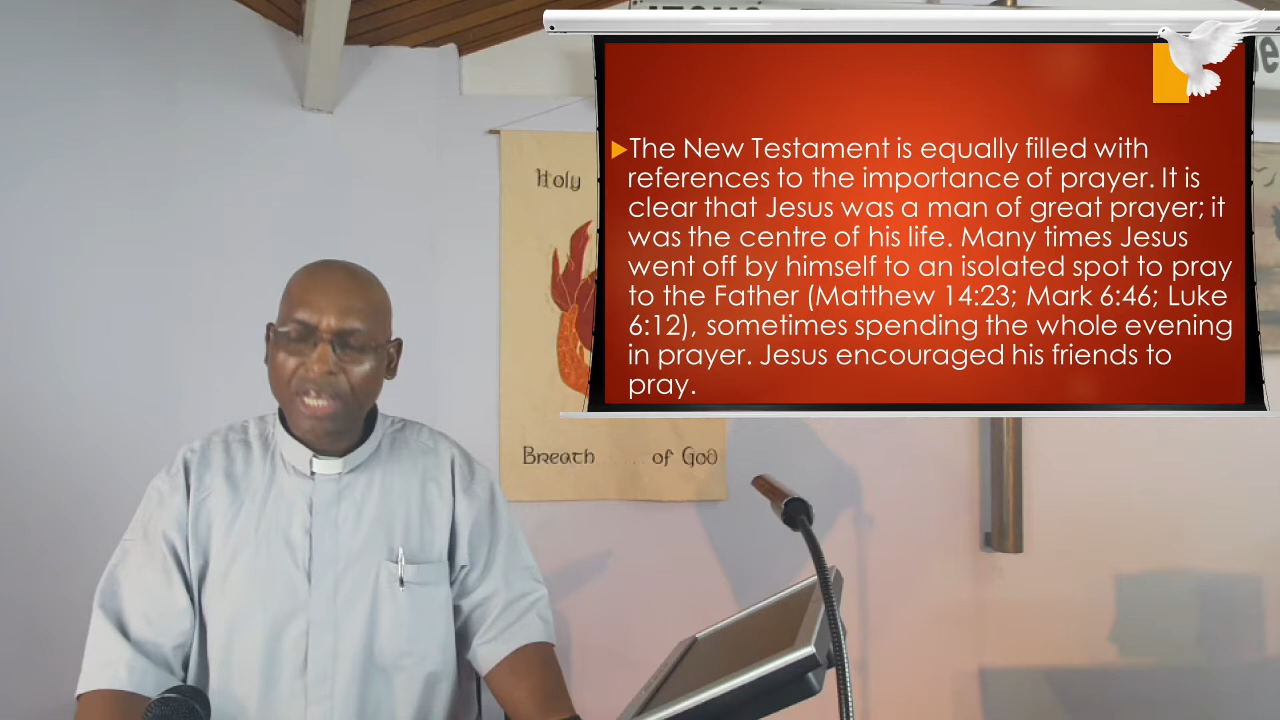 The New Testament is equally filled with
references to the importance of prayer. It is
clear that Jesus was a man of great prayer; it
was the centre of his life. Many times Jesus
went off by himself to an isolated spot to pray
to the Father (Matthew 14:23; Mark 6:46; Luke
6:12), sometimes spending the whole evening
in prayer. Jesus encouraged his friends to
pray.
Holy
Breath of God